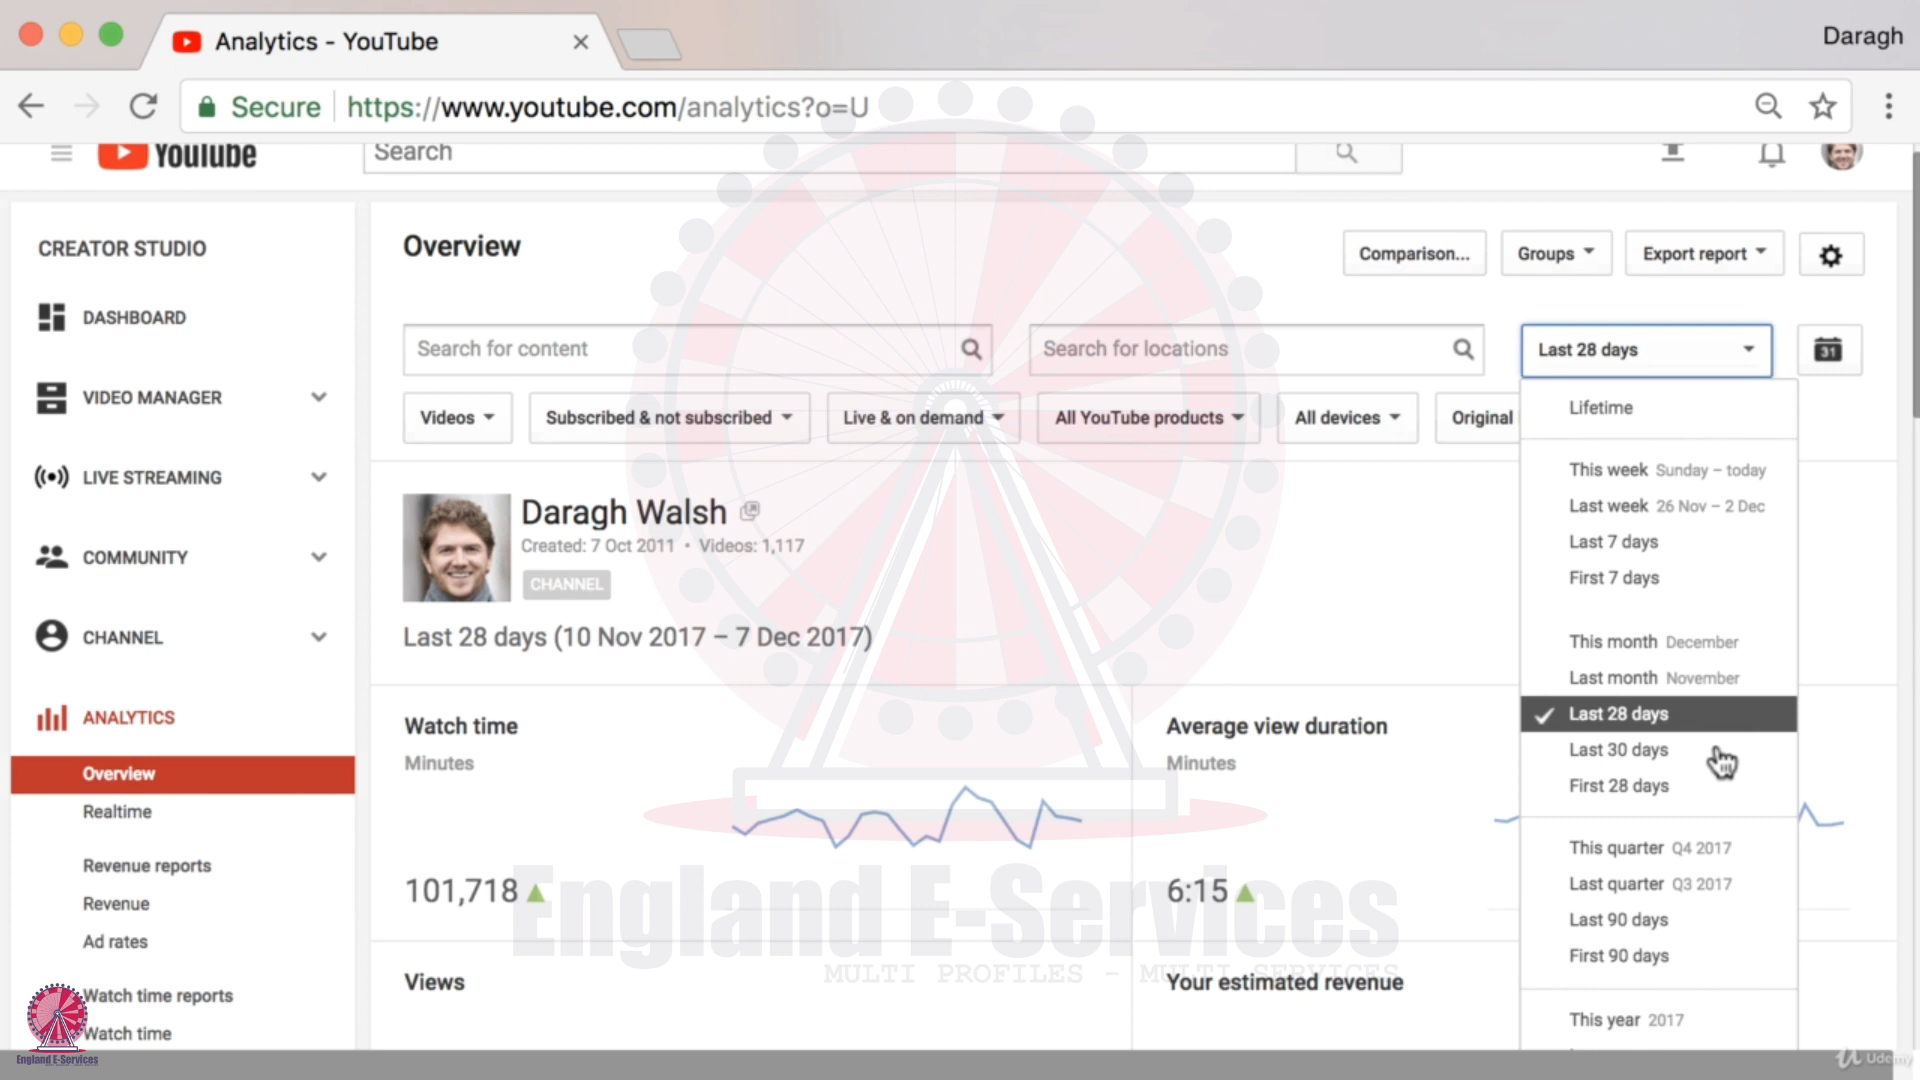 Analytics - YouTube
Daragh
Secure https://www.youtube.com/analytics?o=U
YouTube
Search
CREATOR STUDIO
DASHBOARD
VIDEO MANAGER
LIVE STREAMING
COMMUNITY
CHANNEL
ANALYTICS
Overview
Realtime
Revenue reports
Revenue
Ad rates
Watch time reports
Watch time
Overview
Comparison...
Groups
Export report
Search for content
Search for locations
Last 28 days
31
Videos
Subscribed & not subscribed
Live & on demand
All YouTube products
All devices
Original
Daragh Walsh
Created: 7 Oct 2011 • Videos: 1,117
CHANNEL
Last 28 days (10 Nov 2017 – 7 Dec 2017)
Watch time
Minutes
101,718
Average view duration
Minutes
6:15
Views
Your estimated revenue
Lifetime
This week Sunday – today
Last week 26 Nov – 2 Dec
Last 7 days
First 7 days
This month December
Last month November
Last 28 days
Last 30 days
First 28 days
This quarter Q4 2017
Last quarter Q3 2017
Last 90 days
First 90 days
This year 2017
England E-Services
MULTI PROFILES - MULTI SERVICES
England E-Services
Udemy